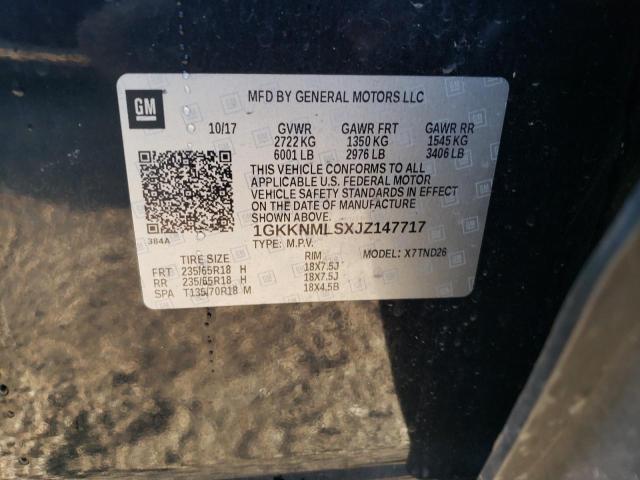 GM
MFD BY GENERAL MOTORS LLC
10/17 GVWR GAWR FRT GAWR RR
2722 KG 1350 KG 1545 KG
6001 LB 2976 LB 3406 LB
THIS VEHICLE CONFORMS TO ALL
APPLICABLE U.S. FEDERAL MOTOR
VEHICLE SAFETY STANDARDS IN EFFECT
ON THE DATE OF MANUFACTURE
SHOWN ABOVE.
384A
1GKKNMLSXJZ147717
TYPE: M.P.V. MODEL: X7TND26
TIRE SIZE RIM
FRT 235/65R18 H 18X7.5J
RR 235/65R18 H 18X7.5J
SPA T135/70R18 M 18X4.5B